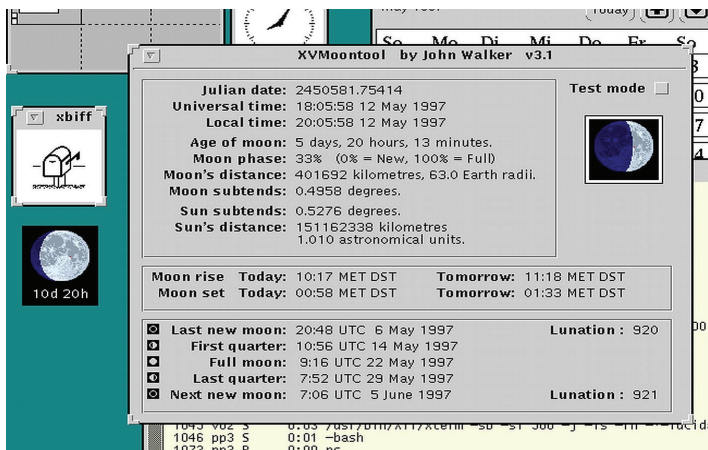 Today
So Mo Di Mi Do Fr Sa
XVMoontool by John Walker v3.1
Julian date: 2450581.75414
Test mode
Universal time: 18:05:58 12 May 1997
Local time: 20:05:58 12 May 1997
Age of moon: 5 days, 20 hours, 13 minutes.
Moon phase: 33% (0% = New, 100% = Full)
Moon's distance: 401692 kilometres, 63.0 Earth radii.
Moon subtends: 0.4958 degrees.
Sun subtends: 0.5276 degrees.
Sun's distance: 151162338 kilometres
1.010 astronomical units.
xbiff
10d 20h
Moon rise Today: 10:17 MET DST Tomorrow: 11:18 MET DST
Moon set Today: 00:58 MET DST Tomorrow: 01:33 MET DST
Last new moon: 20:48 UTC 6 May 1997 Lunation : 920
First quarter: 10:56 UTC 14 May 1997
Full moon: 9:16 UTC 22 May 1997
Last quarter: 7:52 UTC 29 May 1997
Next new moon: 7:06 UTC 5 June 1997 Lunation : 921
1046 pp3 S 0:01 -bash